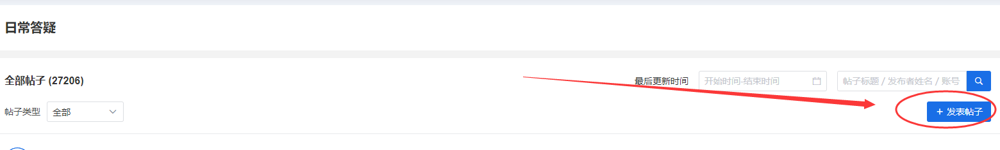 日常答疑
全部帖子 (27206)
最后更新时间 开始时间-结束时间 帖子标题 / 发布者姓名 / 账号
帖子类型 全部
+ 发表帖子